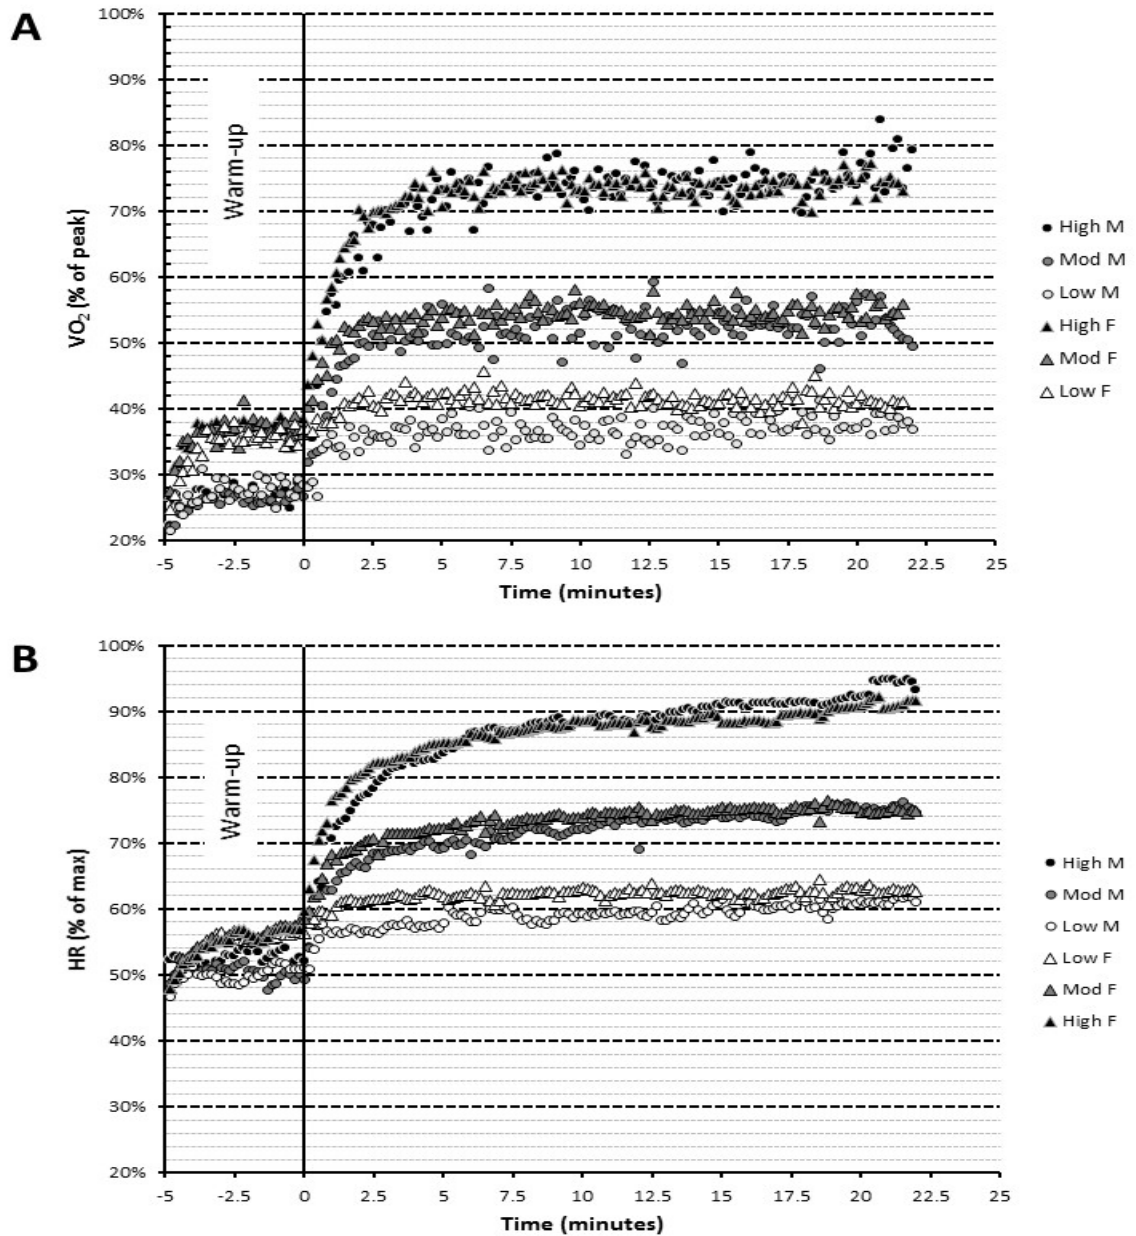 A
100%
90%
80%
70%
60%
50%
40%
30%
20%
VO₂ (% of peak)
Warm-up
-5 -2.5 0 2.5 5 7.5 10 12.5 15 17.5 20 22.5 25
Time (minutes)
High M
Mod M
Low M
High F
Mod F
Low F
B
100%
90%
80%
70%
60%
50%
40%
30%
20%
HR (% of max)
Warm-up
-5 -2.5 0 2.5 5 7.5 10 12.5 15 17.5 20 22.5 25
Time (minutes)
High M
Mod M
Low M
Low F
Mod F
High F